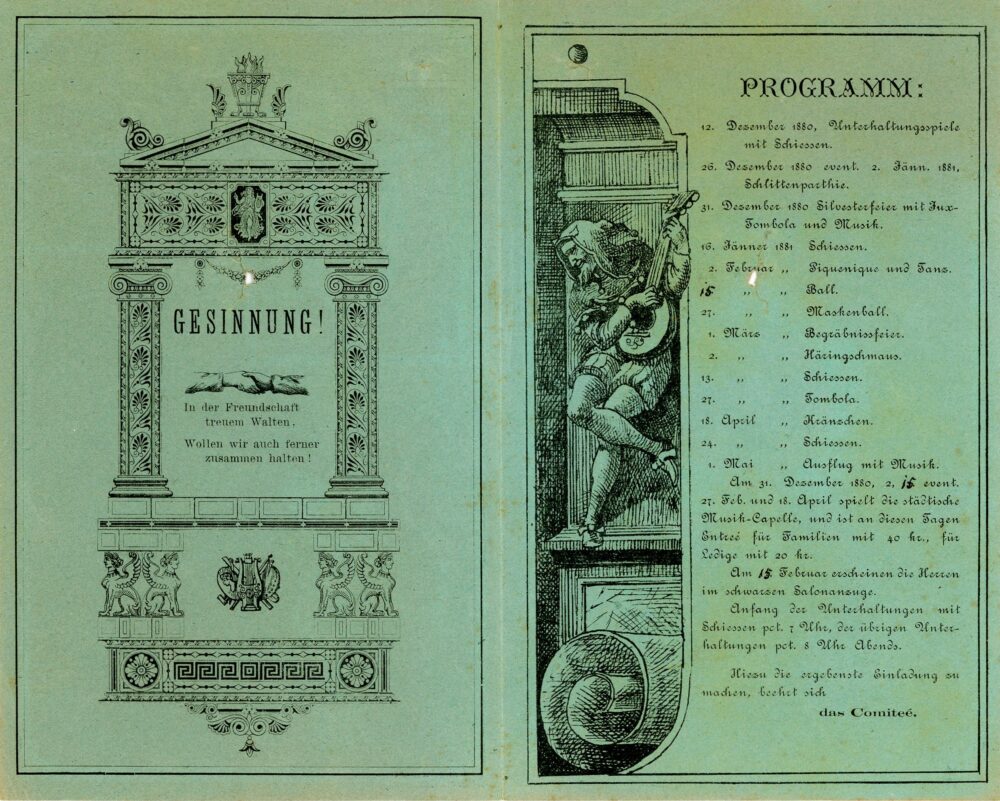 GESINNUNG!
In der Freundschaft
treuem Walten,
Wollen wir auch ferner
zusammen halten!
PROGRAMM:
12. Dezember 1880, Unterhaltungsspiele
mit Schiessen.
26. Dezember 1880 event. 2. Jänn. 1881,
Schlittenparthie.
31. Dezember 1880 Silvesterfeier mit Jux-
Tombola und Musik.
16. Jänner 1881 Schiessen.
2. Februar „ Piquenique und Tanz.
15 „ „ Ball.
27. „ „ Maskenball.
1. März „ Begräbnissfeier.
2. „ „ Häringschmaus.
13. „ „ Schiessen.
27. „ „ Tombola.
18. April „ Kränzchen.
24. „ „ Schiessen.
1. Mai „ Ausflug mit Musik.
Am 31. Dezember 1880, 2, 15 event.
27. Feb. und 18. April spielt die städtische
Musik-Capelle, und ist an diesen Tagen
Entreé für Familien mit 40 kr., für
Ledige mit 20 kr.
Am 15 Februar erscheinen die Herren
im schwarzen Salonanzuge.
Anfang der Unterhaltungen mit
Schiessen pct. 7 Uhr, der übrigen Unter-
haltungen pct. 8 Uhr Abends.
Hiezu die ergebenste Einladung zu
machen, beehrt sich
das Comiteé.